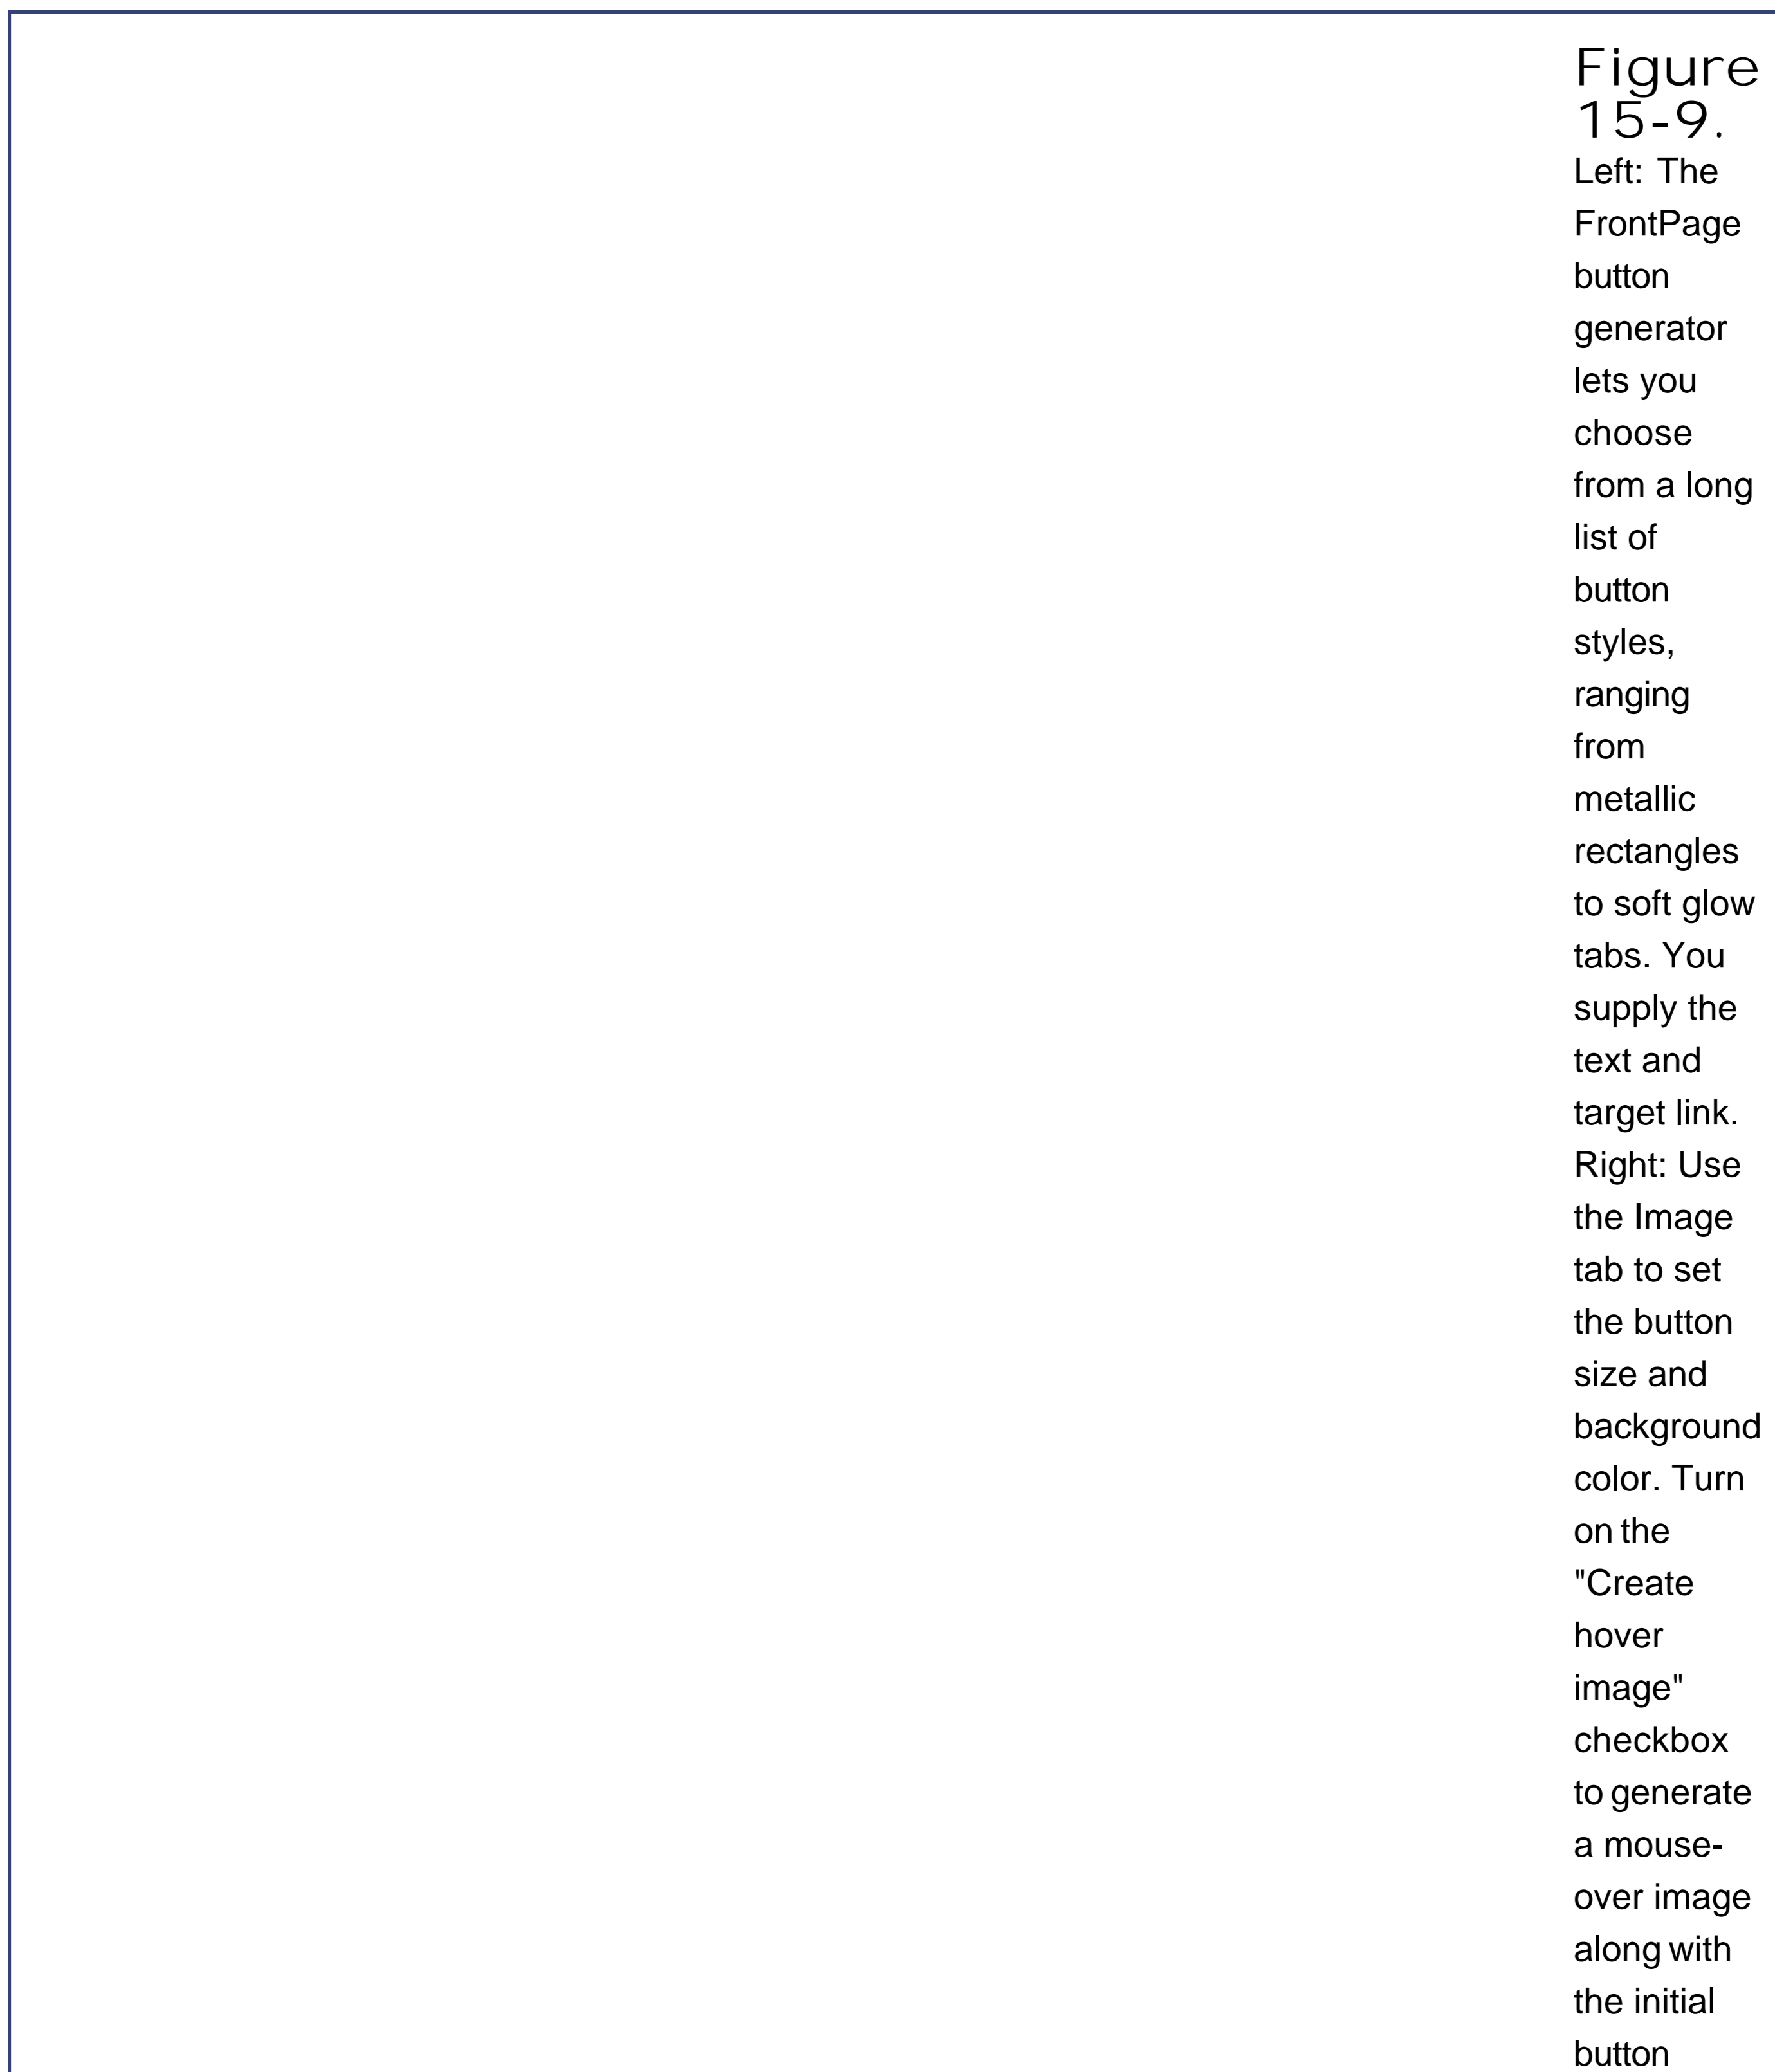 Figure
15-9.
Left: The
FrontPage
button
generator
lets you
choose
from a long
list of
button
styles,
ranging
from
metallic
rectangles
to soft glow
tabs. You
supply the
text and
target link.
Right: Use
the Image
tab to set
the button
size and
background
color. Turn
on the
"Create
hover
image"
checkbox
to generate
a mouse-
over image
along with
the initial
button